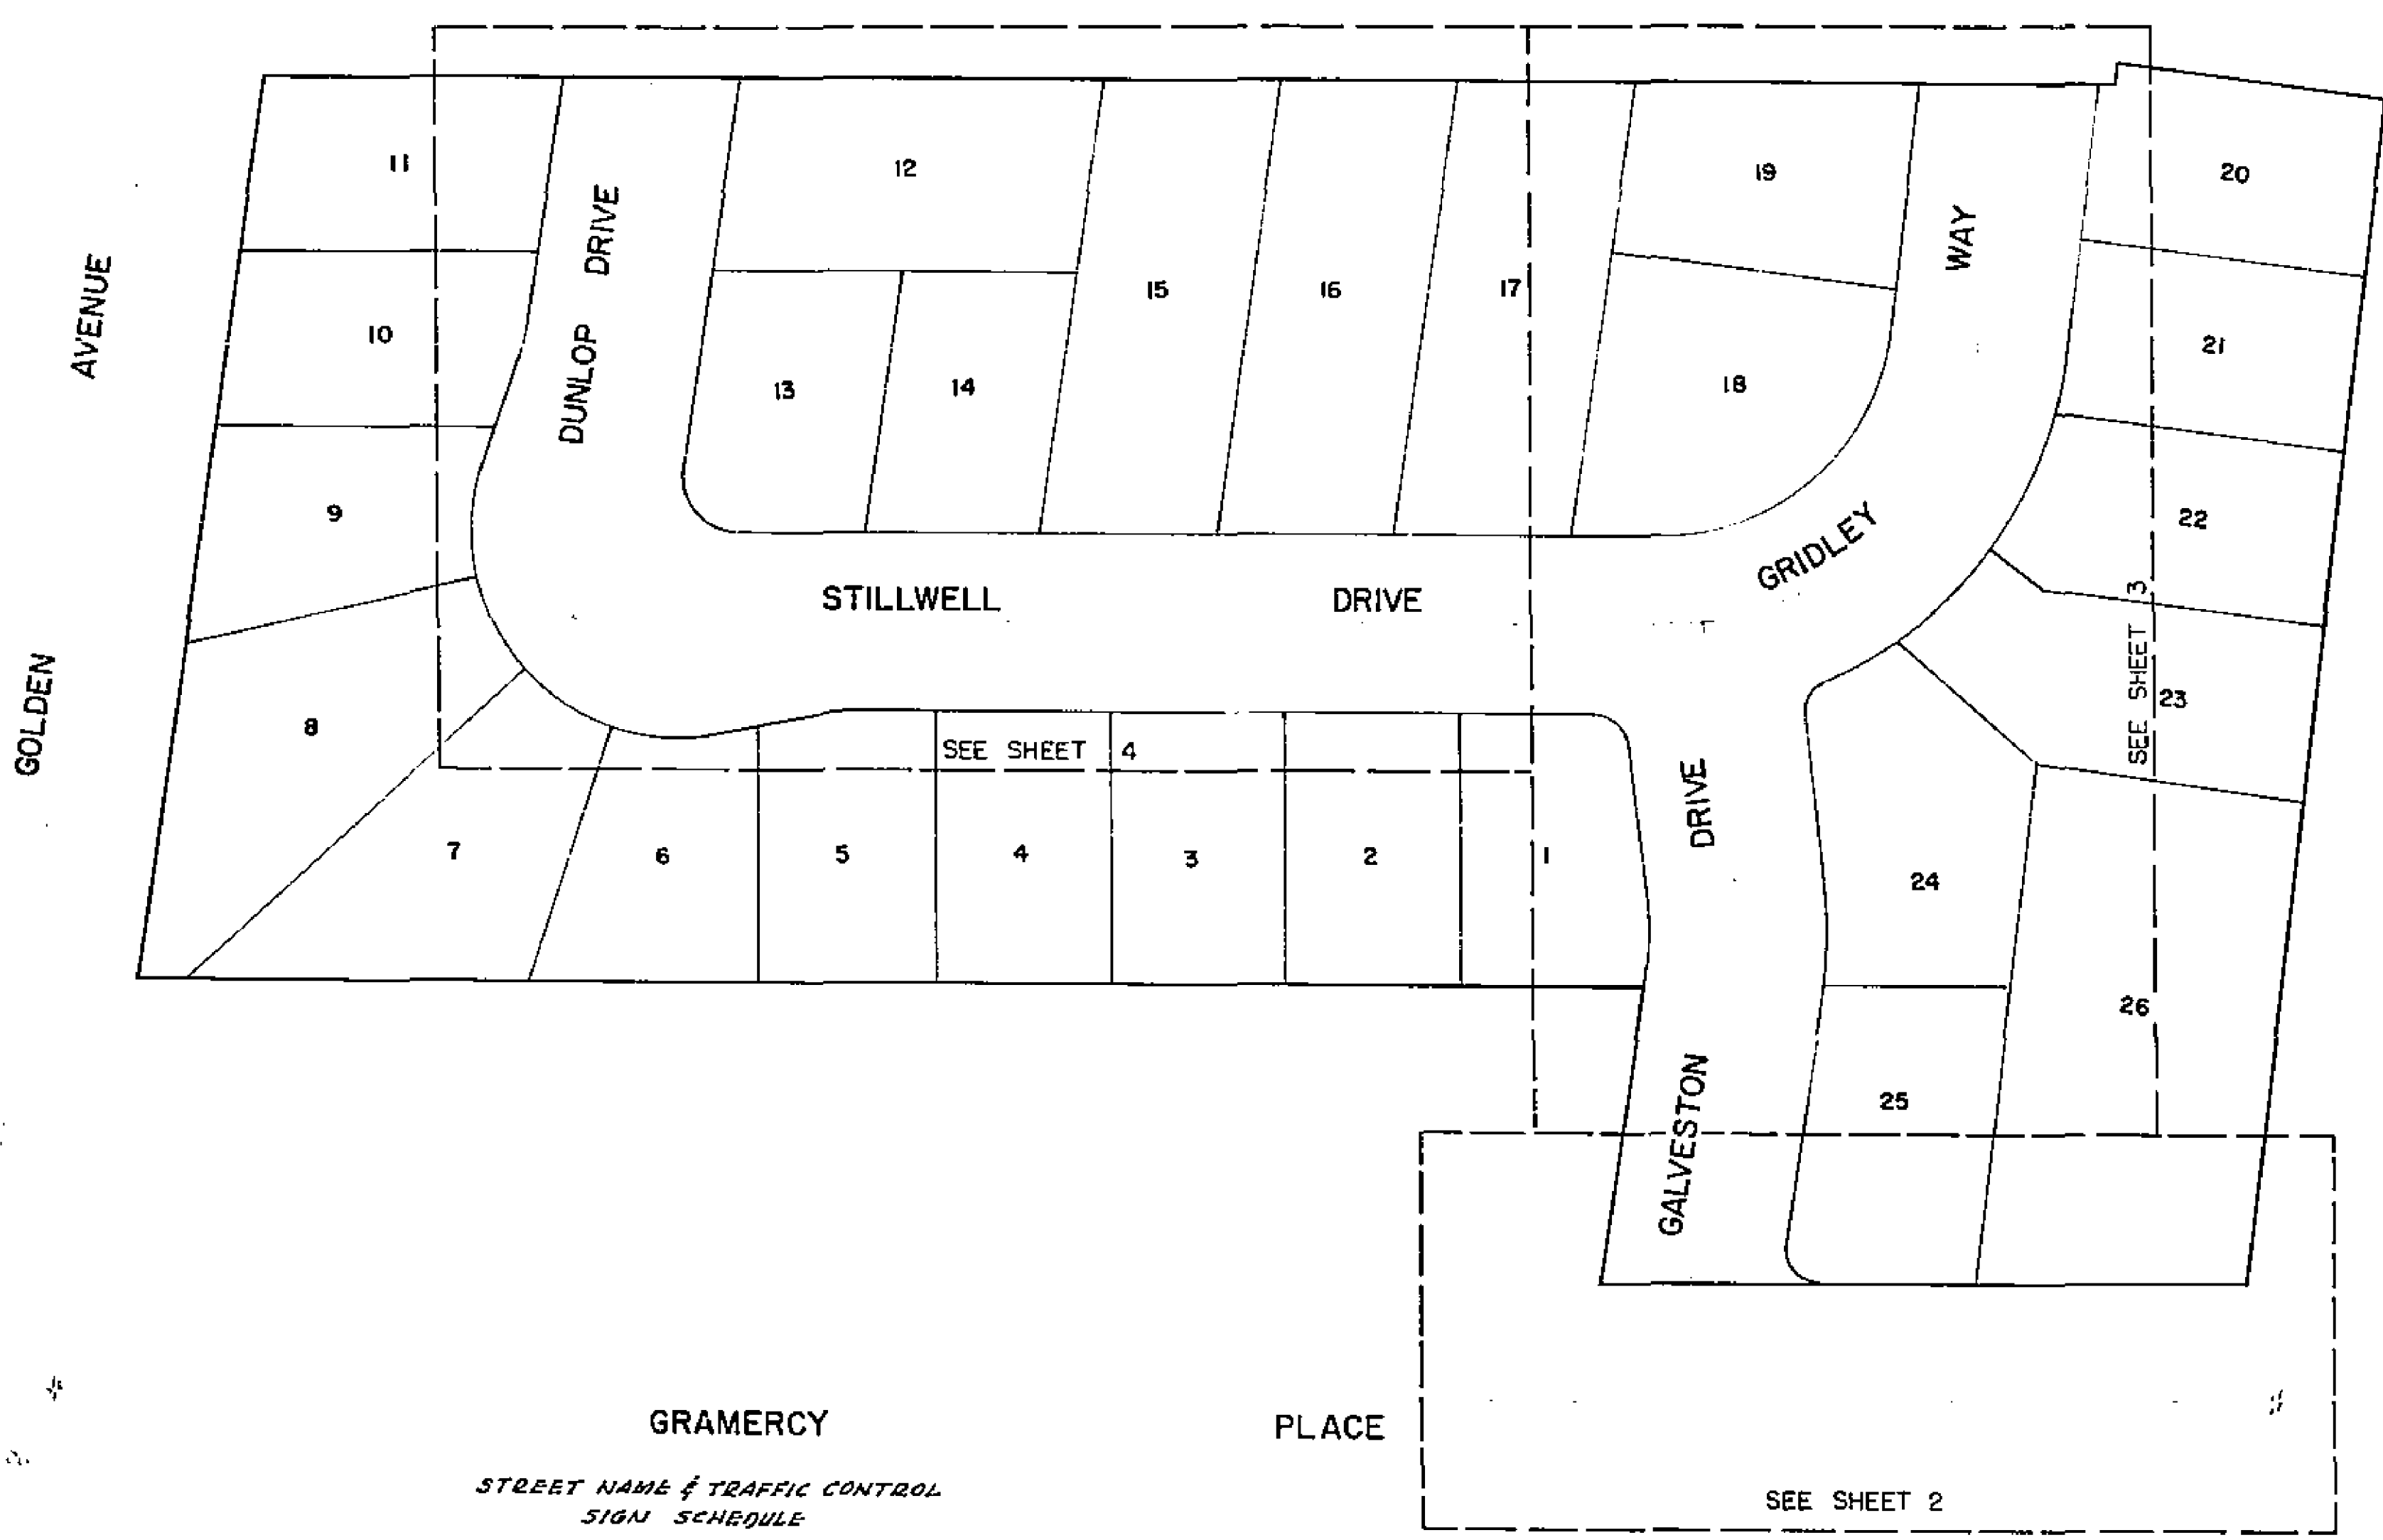 11
12
19
20
AVENUE
DUNLOP DRIVE
WAY
10
15
16
17
21
13
14
18
9
22
GRIDLEY
STILLWELL DRIVE
GOLDEN
8
23
SEE SHEET 3
SEE SHEET 4
DRIVE
7
6
5
4
3
2
1
24
26
25
GALVESTON
GRAMERCY PLACE
STREET NAME & TRAFFIC CONTROL
SIGN SCHEDULE
SEE SHEET 2